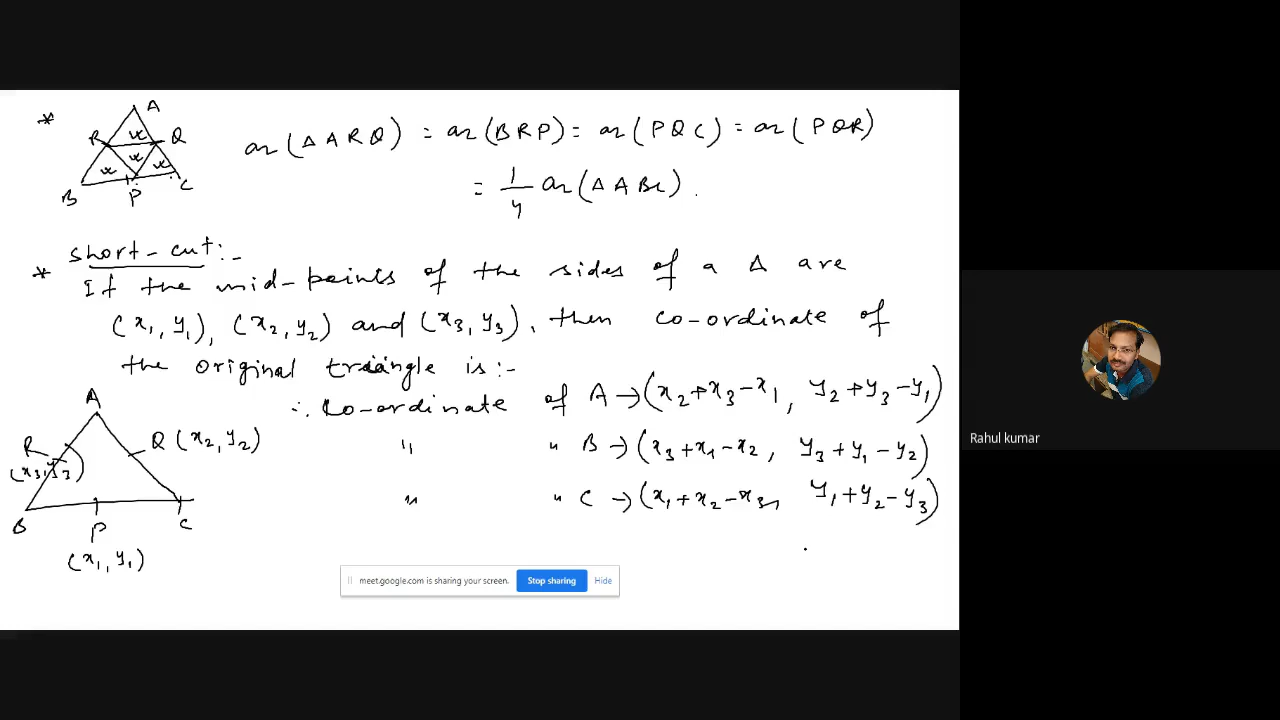 * A
R Q
x
x x x
B P C
ar(△ARQ) = ar(BRP) = ar(PQC) = ar(PQR)
= 1/4 ar(△ABC).
* Short-cut:-
If the mid-points of the sides of a △ are
(x₁, y₁), (x₂, y₂) and (x₃, y₃), then co-ordinate of
the original triangle is:-
∴ Co-ordinate of A → (x₂+x₃-x₁, y₂+y₃-y₁)
" " B → (x₃+x₁-x₂, y₃+y₁-y₂)
" " C → (x₁+x₂-x₃, y₁+y₂-y₃)
A
R Q (x₂, y₂)
(x₃, y₃)
B P C
(x₁, y₁)
meet.google.com is sharing your screen. Stop sharing Hide
Rahul kumar